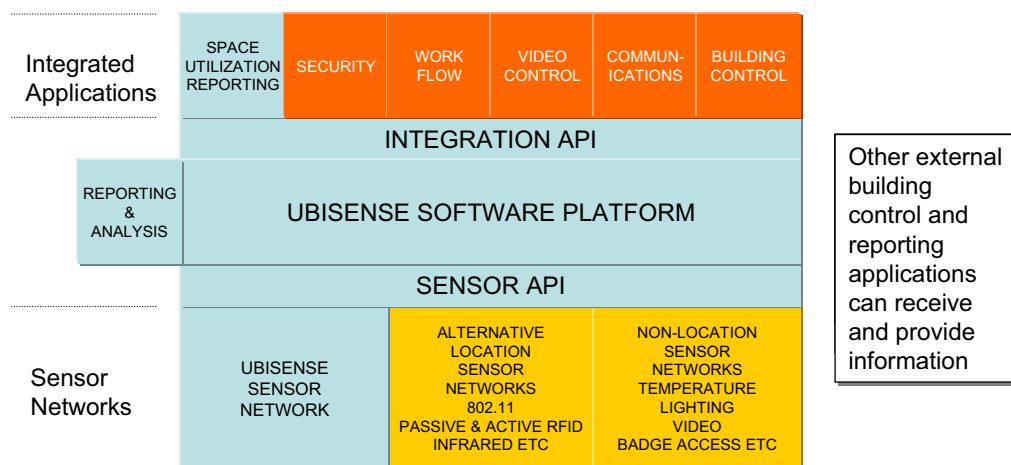 Integrated
Applications
SPACE
UTILIZATION
REPORTING
SECURITY
WORK
FLOW
VIDEO
CONTROL
COMMUN-
ICATIONS
BUILDING
CONTROL
INTEGRATION API
REPORTING
&
ANALYSIS
UBISENSE SOFTWARE PLATFORM
SENSOR API
Sensor
Networks
UBISENSE
SENSOR
NETWORK
ALTERNATIVE
LOCATION
SENSOR
NETWORKS
802.11
PASSIVE & ACTIVE RFID
INFRARED ETC
NON-LOCATION
SENSOR
NETWORKS
TEMPERATURE
LIGHTING
VIDEO
BADGE ACCESS ETC
Other external
building
control and
reporting
applications
can receive
and provide
information